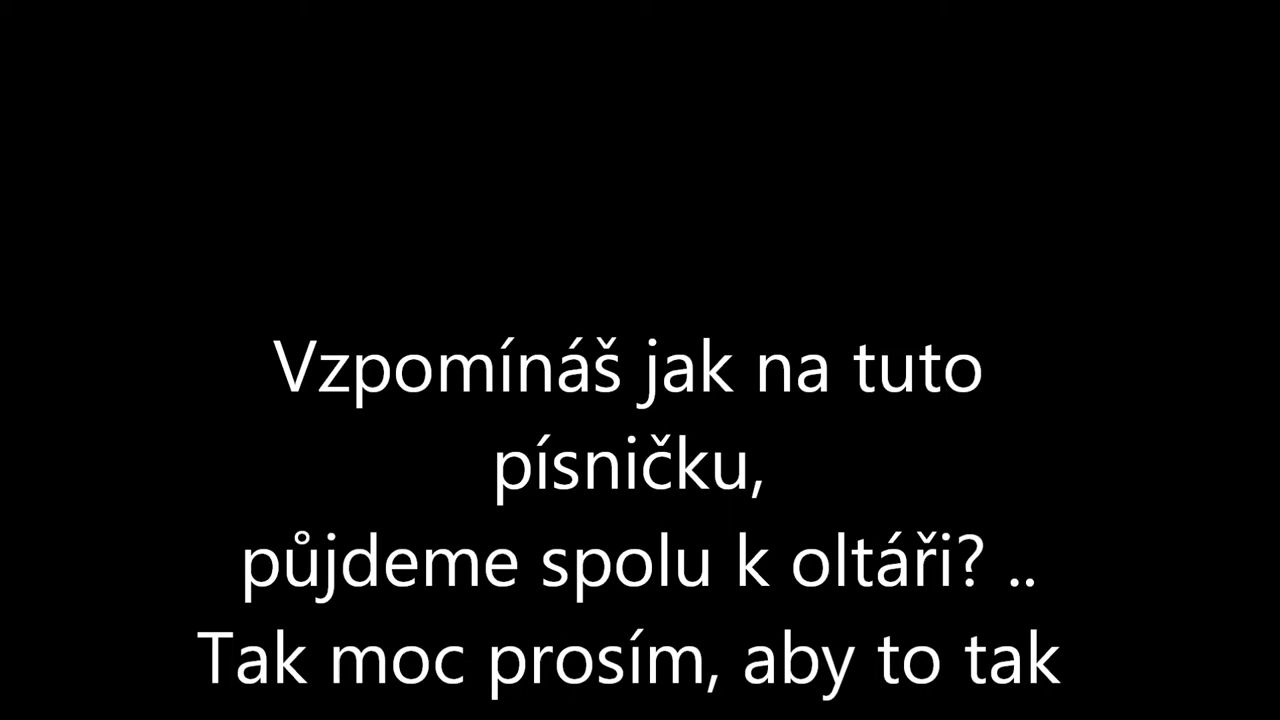 Vzpomínáš jak na tuto
písničku,
půjdeme spolu k oltáři? ..
Tak moc prosím, aby to tak